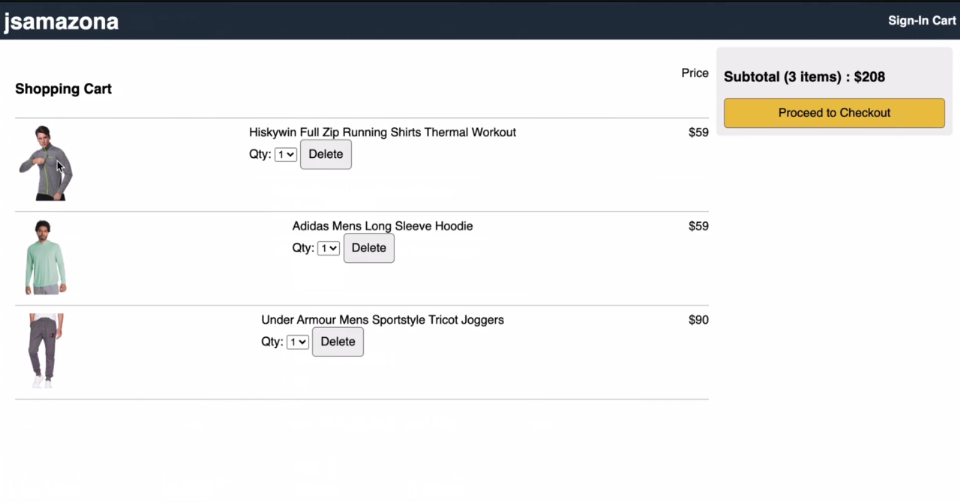 jsamazona
Sign-In Cart
Shopping Cart
Price
Subtotal (3 items) : $208
Proceed to Checkout
Hiskywin Full Zip Running Shirts Thermal Workout
$59
Qty: 1 Delete
Adidas Mens Long Sleeve Hoodie
$59
Qty: 1 Delete
Under Armour Mens Sportstyle Tricot Joggers
$90
Qty: 1 Delete